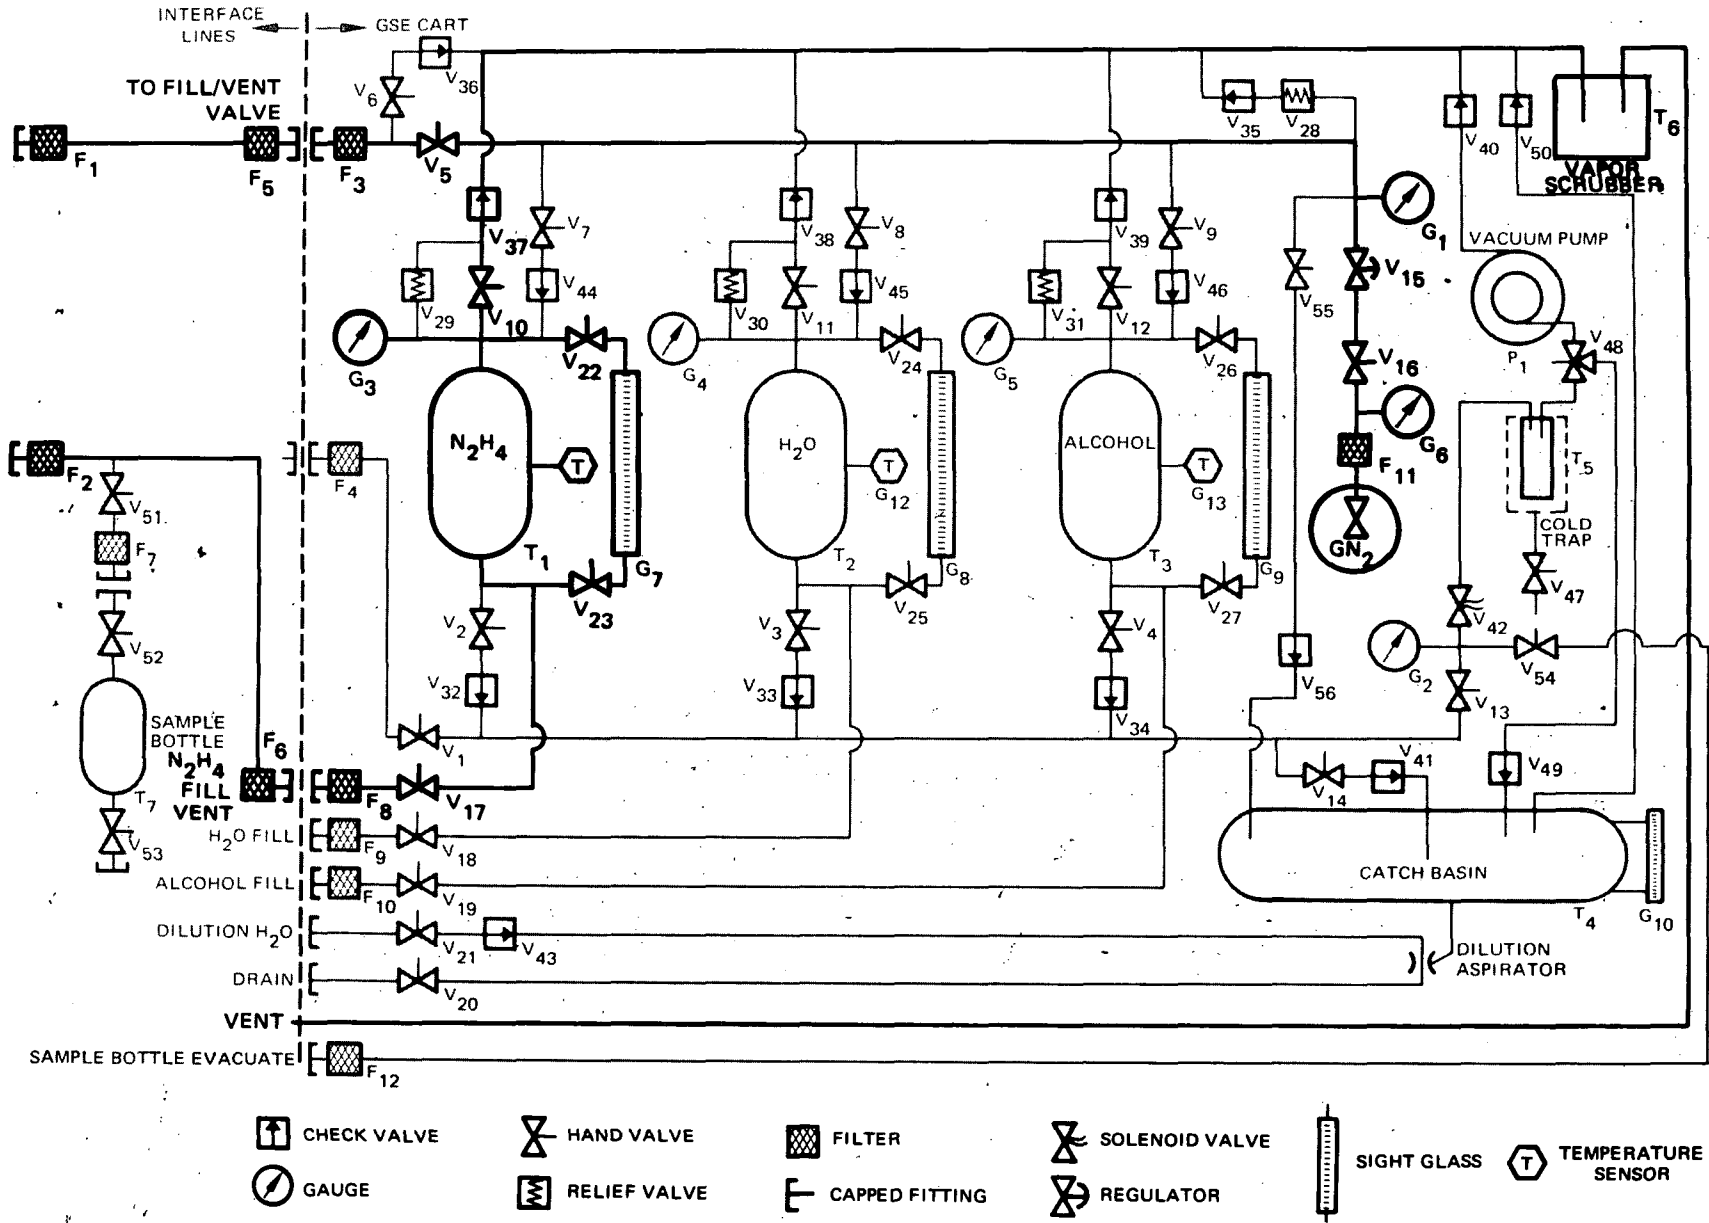 INTERFACE
LINES
GSE CART
TO FILL/VENT
VALVE
V6
V36
F1
F5
F3
V5
V35
V28
V40
V50
T6
VAPOR
SCRUBBER
V37
V7
V38
V8
V39
V9
G1
VACUUM PUMP
V29
V10
V44
V30
V11
V45
V31
V12
V46
V55
V15
G3
V22
G4
V24
G5
V26
V16
P1
V48
N2H4
T
H2O
T
G12
ALCOHOL
T
G13
G6
F11
GN2
T5
COLD
TRAP
F2
F4
V51
F7
T1
G7
T2
G8
T3
G9
V47
V52
V2
V23
V3
V25
V4
V27
V42
G2
V54
V32
V33
V34
V56
V13
SAMPLE
BOTTLE
N2H4
FILL
VENT
F6
T7
V53
V1
V41
V14
V49
F8
V17
H2O FILL
F9
V18
ALCOHOL FILL
F10
V19
CATCH BASIN
T4
G10
DILUTION H2O
V21
V43
DILUTION
ASPIRATOR
DRAIN
V20
VENT
SAMPLE BOTTLE EVACUATE
F12
CHECK VALVE
HAND VALVE
FILTER
SOLENOID VALVE
SIGHT GLASS
T
TEMPERATURE
SENSOR
GAUGE
RELIEF VALVE
CAPPED FITTING
REGULATOR